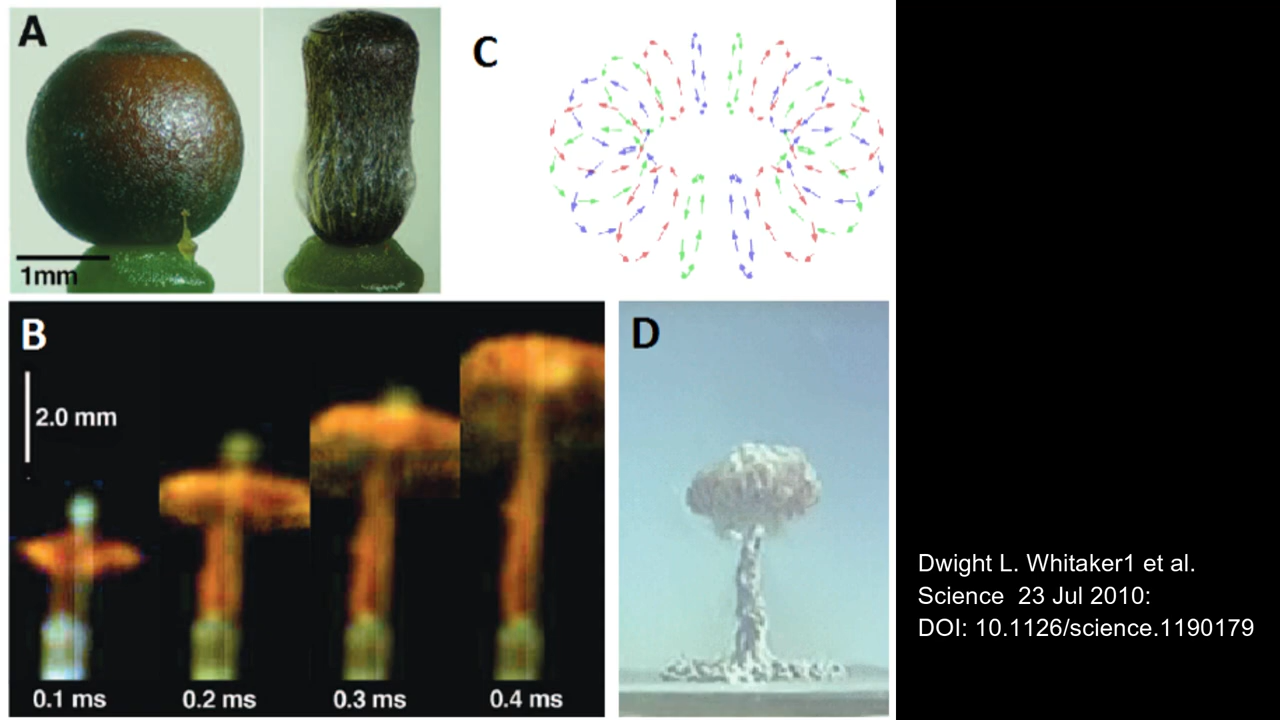 A
1mm
C
B
2.0 mm
0.1 ms
0.2 ms
0.3 ms
0.4 ms
D
Dwight L. Whitaker1 et al.
Science  23 Jul 2010:
DOI: 10.1126/science.1190179